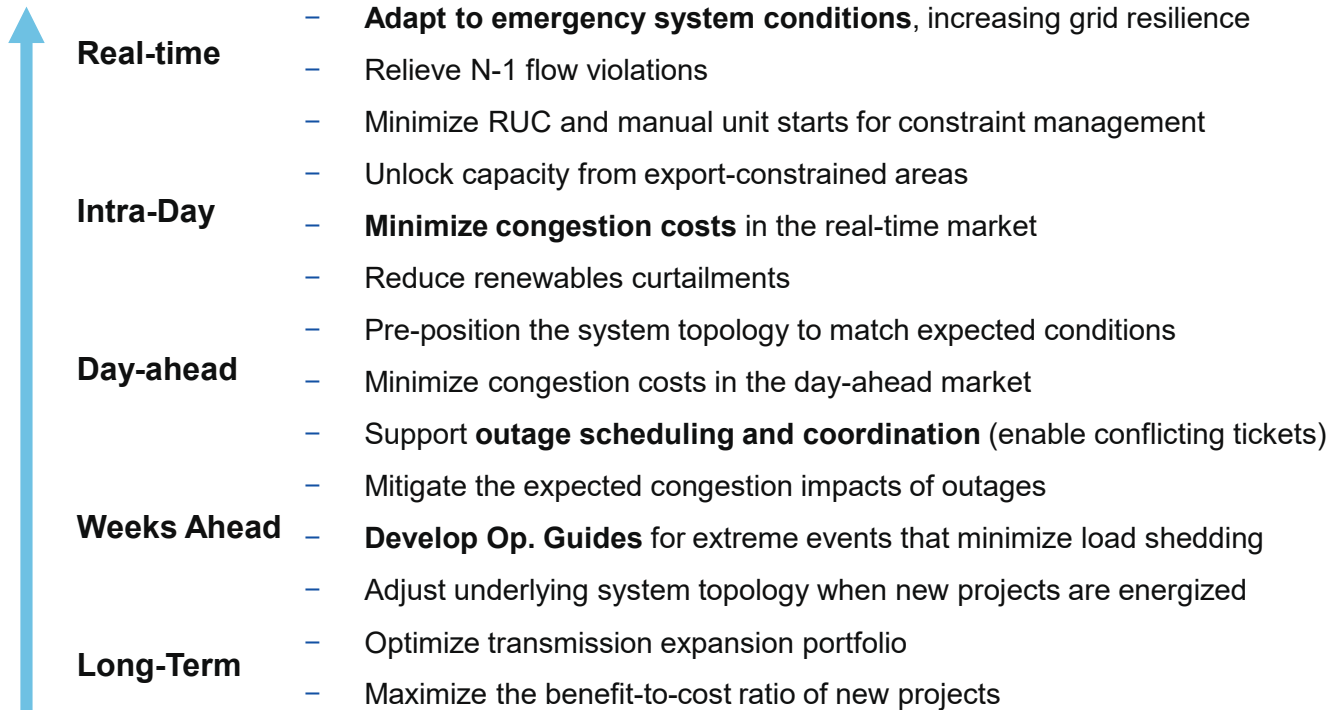 – Adapt to emergency system conditions, increasing grid resilience
Real-time
– Relieve N-1 flow violations
– Minimize RUC and manual unit starts for constraint management
– Unlock capacity from export-constrained areas
Intra-Day
– Minimize congestion costs in the real-time market
– Reduce renewables curtailments
– Pre-position the system topology to match expected conditions
Day-ahead
– Minimize congestion costs in the day-ahead market
– Support outage scheduling and coordination (enable conflicting tickets)
– Mitigate the expected congestion impacts of outages
Weeks Ahead
– Develop Op. Guides for extreme events that minimize load shedding
– Adjust underlying system topology when new projects are energized
– Optimize transmission expansion portfolio
Long-Term
– Maximize the benefit-to-cost ratio of new projects